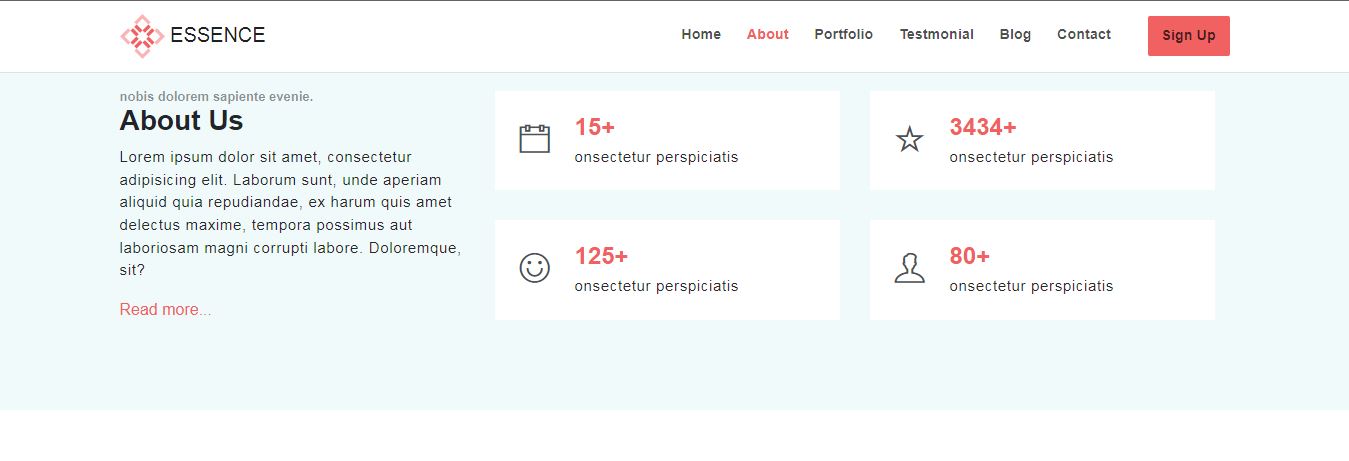 ESSENCE
Home About Portfolio Testmonial Blog Contact Sign Up
nobis dolorem sapiente evenie.
About Us
Lorem ipsum dolor sit amet, consectetur
adipisicing elit. Laborum sunt, unde aperiam
aliquid quia repudiandae, ex harum quis amet
delectus maxime, tempora possimus aut
laboriosam magni corrupti labore. Doloremque,
sit?
Read more...
15+
onsectetur perspiciatis
3434+
onsectetur perspiciatis
125+
onsectetur perspiciatis
80+
onsectetur perspiciatis